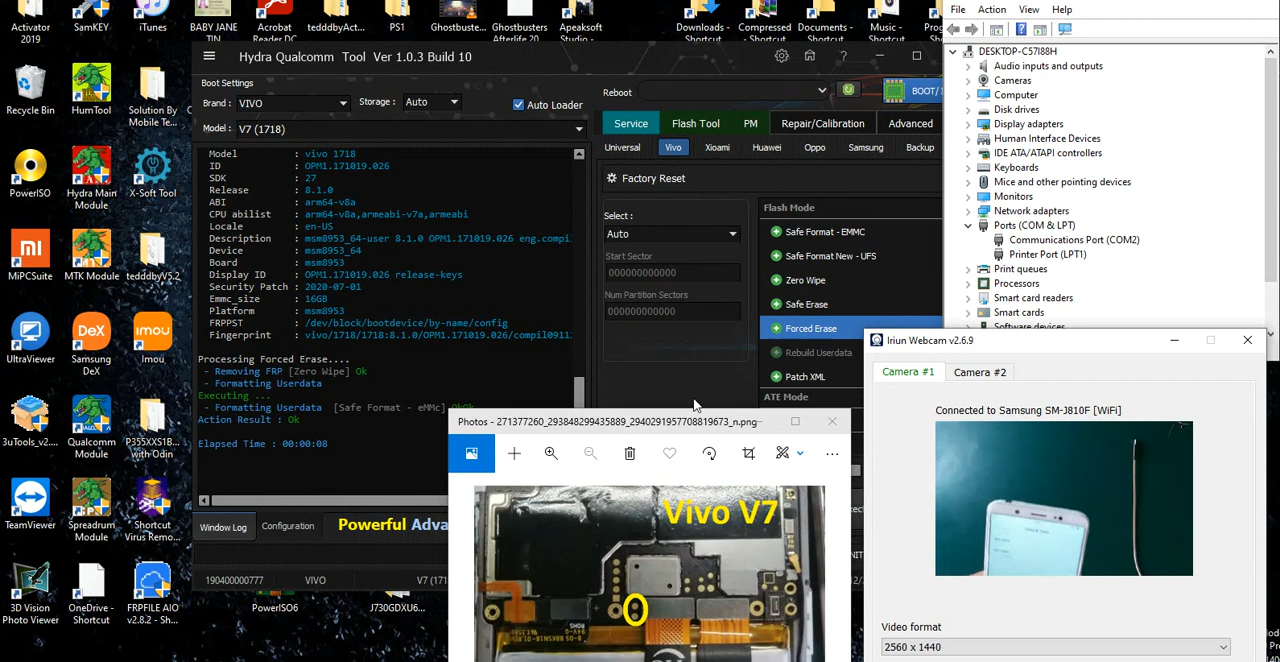 Activator
2019
SamKEY
iTunes
BABY JANE
TIN
Acrobat
Reader DC
tedddbyAct...
PS1
Ghostbuste...
Ghostbusters
Afterlife 20...
Apeaksoft
Studio -
Downloads -
Shortcut
Compressed
- Shortcut
Documents -
Shortcut
Music -
Shortcut
Recycle Bin
HumTool
Solution By
Mobile Te...
PowerISO
Hydra Main
Module
X-Soft Tool
MiPCSuite
MTK Module
tedddbyV5.2
UltraViewer
Samsung
DeX
Imou
3uTools_v2...
Qualcomm
Module
P355XXS1B...
with Odin
TeamViewer
Spreadrum
Module
Shortcut
Virus Remo...
3D Vision
Photo Viewer
OneDrive -
Shortcut
FRPFILE AIO
v2.8.2 - Sh...
PowerISO6
J730GDXU6...
Hydra Qualcomm Tool Ver 1.0.3 Build 10
Boot Settings
Brand : VIVO
Storage : Auto
Auto Loader
Model : V7 (1718)
Reboot
BOOT/
Model : vivo 1718
ID : OPM1.171019.026
SDK : 27
Release : 8.1.0
ABI : arm64-v8a
CPU abilist : arm64-v8a,armeabi-v7a,armeabi
Locale : en-US
Description : msm8953_64-user 8.1.0 OPM1.171019.026 eng.compil
Device : msm8953_64
Board : msm8953
Display ID : OPM1.171019.026 release-keys
Security Patch : 2020-07-01
Emmc_size : 16GB
Platform : msm8953
FRPPST : /dev/block/bootdevice/by-name/config
Fingerprint : vivo/1718/1718:8.1.0/OPM1.171019.026/compil0911
Processing Forced Erase....
- Removing FRP [Zero Wipe] Ok
- Formatting Userdata
Executing ...
- Formatting Userdata [Safe Format - eMMc] OkOk
Action Result : Ok
Elapsed Time : 00:00:08
Window Log
Configuration
Powerful Adva
190400000777
VIVO
V7 (171
Service
Flash Tool
PM
Repair/Calibration
Advanced
Universal
Vivo
Xioami
Huawei
Oppo
Samsung
Backup
Factory Reset
Select :
Auto
Start Sector
000000000000
Num Partition Sectors
000000000000
Flash Mode
Safe Format - EMMC
Safe Format New - UFS
Zero Wipe
Safe Erase
Forced Erase
Rebuild Userdata
Patch XML
ATE Mode
Photos - 271377260_293848299435889_2940291957708819673_n.png
Vivo V7
File
Action
View
Help
DESKTOP-C57I88H
Audio inputs and outputs
Cameras
Computer
Disk drives
Display adapters
Human Interface Devices
IDE ATA/ATAPI controllers
Keyboards
Mice and other pointing devices
Monitors
Network adapters
Ports (COM & LPT)
Communications Port (COM2)
Printer Port (LPT1)
Print queues
Processors
Smart card readers
Smart cards
Software devices
Iriun Webcam v2.6.9
Camera #1
Camera #2
Connected to Samsung SM-J810F [WiFi]
Video format
2560 x 1440